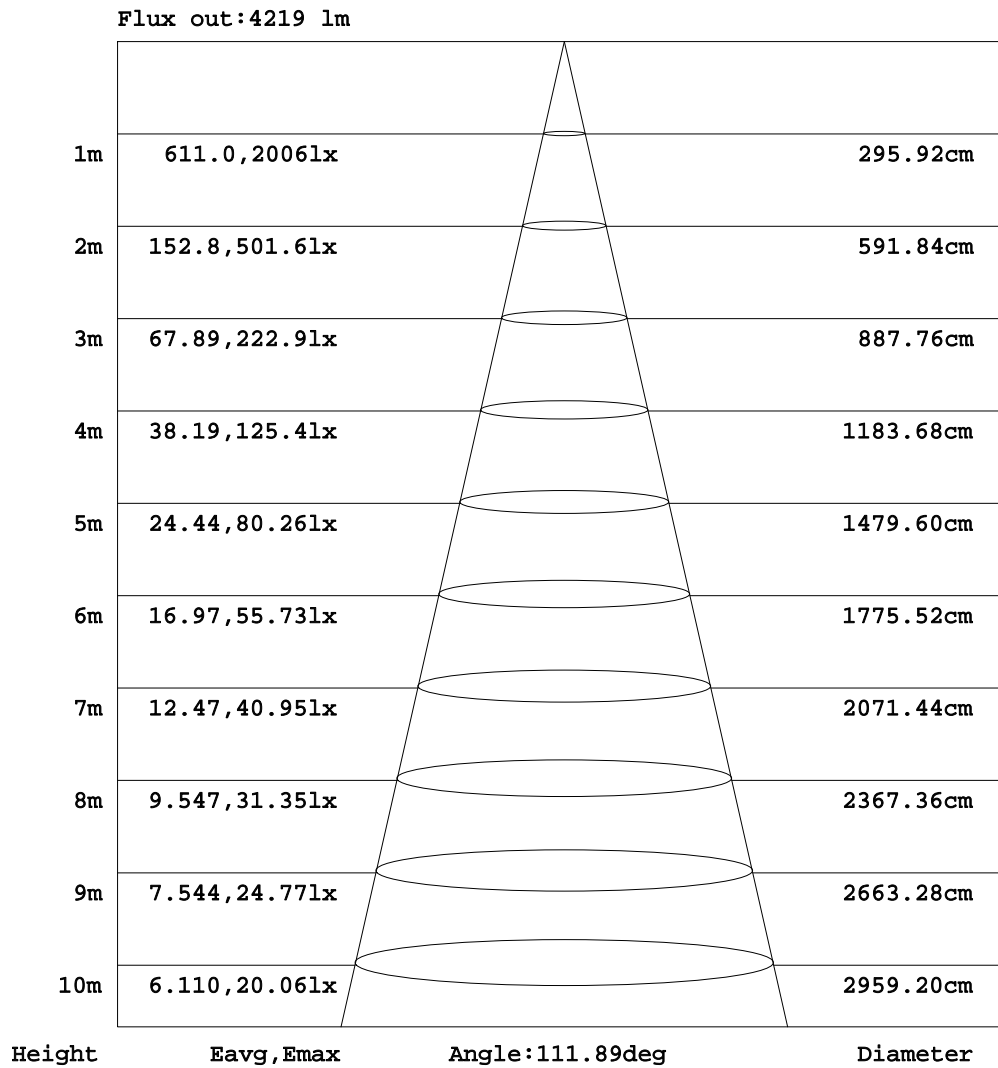 Flux out:4219 lm
1m 611.0,2006lx 295.92cm
2m 152.8,501.6lx 591.84cm
3m 67.89,222.9lx 887.76cm
4m 38.19,125.4lx 1183.68cm
5m 24.44,80.26lx 1479.60cm
6m 16.97,55.73lx 1775.52cm
7m 12.47,40.95lx 2071.44cm
8m 9.547,31.35lx 2367.36cm
9m 7.544,24.77lx 2663.28cm
10m 6.110,20.06lx 2959.20cm
Height Eavg,Emax Angle:111.89deg Diameter